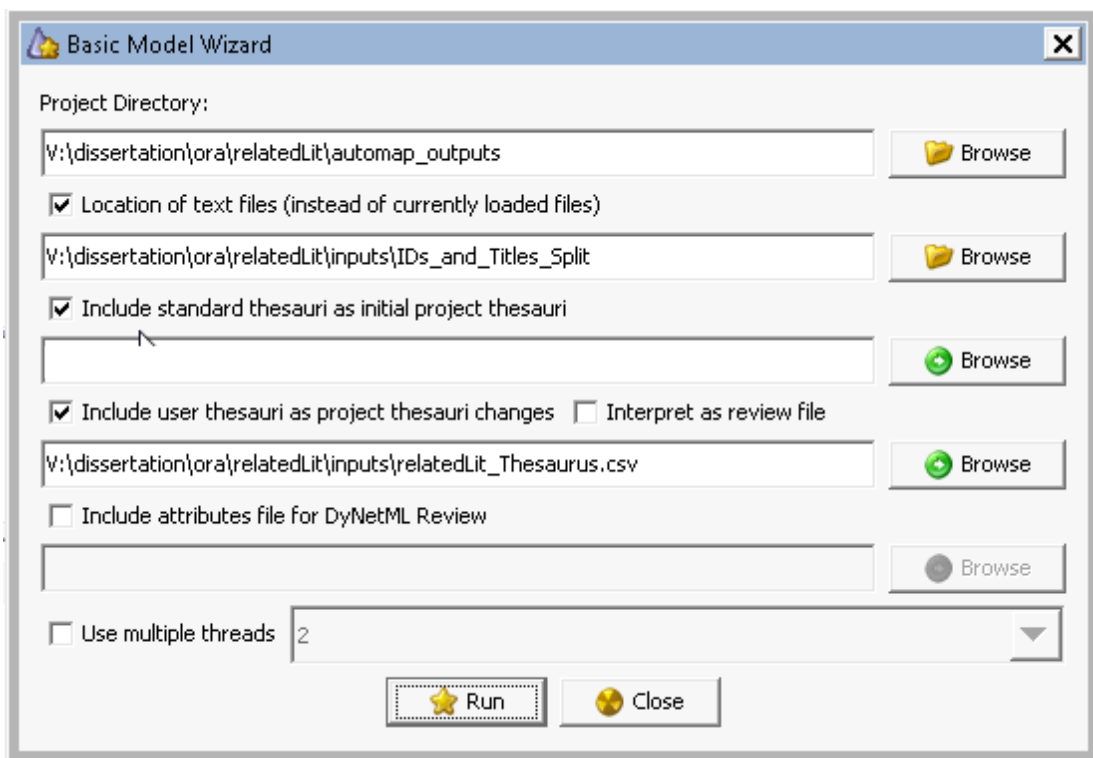 Basic Model Wizard
Project Directory:
V:\dissertation\ora\relatedLit\automap_outputs Browse
Location of text files (instead of currently loaded files)
V:\dissertation\ora\relatedLit\inputs\IDs_and_Titles_Split Browse
Include standard thesauri as initial project thesauri
Browse
Include user thesauri as project thesauri changes Interpret as review file
V:\dissertation\ora\relatedLit\inputs\relatedLit_Thesaurus.csv Browse
Include attributes file for DyNetML Review
Browse
Use multiple threads 2
Run Close